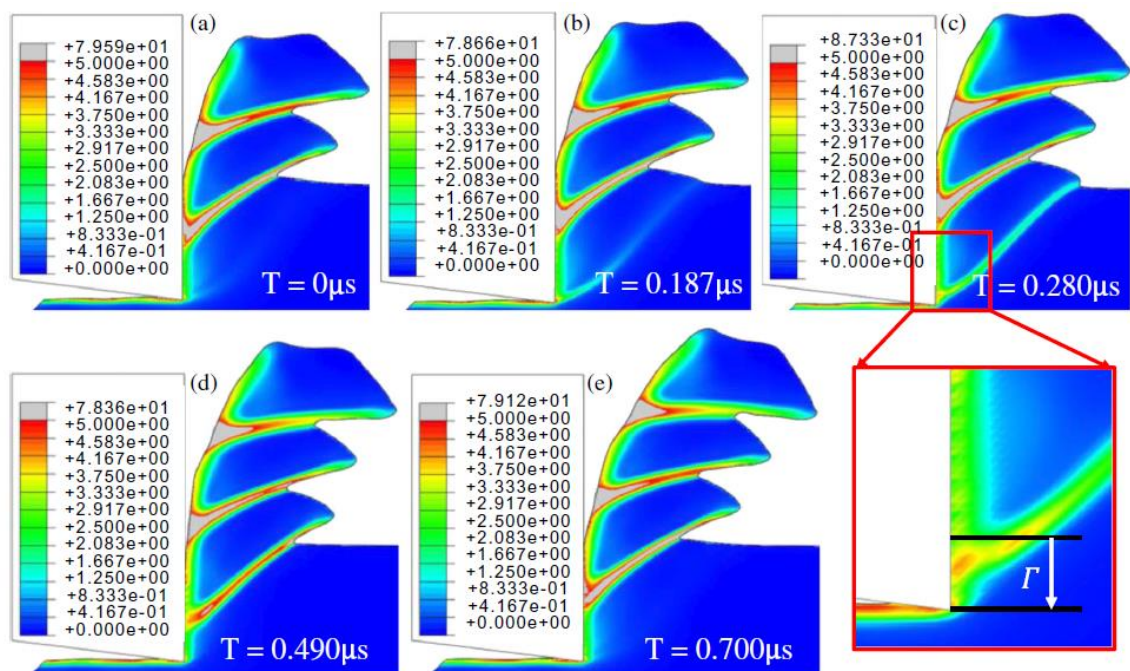 (a)
+7.959e+01
+5.000e+00
+4.583e+00
+4.167e+00
+3.750e+00
+3.333e+00
+2.917e+00
+2.500e+00
+2.083e+00
+1.667e+00
+1.250e+00
+8.333e-01
+4.167e-01
+0.000e+00
T = 0μs
(b)
+7.866e+01
+5.000e+00
+4.583e+00
+4.167e+00
+3.750e+00
+3.333e+00
+2.917e+00
+2.500e+00
+2.083e+00
+1.667e+00
+1.250e+00
+8.333e-01
+4.167e-01
+0.000e+00
T = 0.187μs
(c)
+8.733e+01
+5.000e+00
+4.583e+00
+4.167e+00
+3.750e+00
+3.333e+00
+2.917e+00
+2.500e+00
+2.083e+00
+1.667e+00
+1.250e+00
+8.333e-01
+4.167e-01
+0.000e+00
T = 0.280μs
(d)
+7.836e+01
+5.000e+00
+4.583e+00
+4.167e+00
+3.750e+00
+3.333e+00
+2.917e+00
+2.500e+00
+2.083e+00
+1.667e+00
+1.250e+00
+8.333e-01
+4.167e-01
+0.000e+00
T = 0.490μs
(e)
+7.912e+01
+5.000e+00
+4.583e+00
+4.167e+00
+3.750e+00
+3.333e+00
+2.917e+00
+2.500e+00
+2.083e+00
+1.667e+00
+1.250e+00
+8.333e-01
+4.167e-01
+0.000e+00
T = 0.700μs
Γ